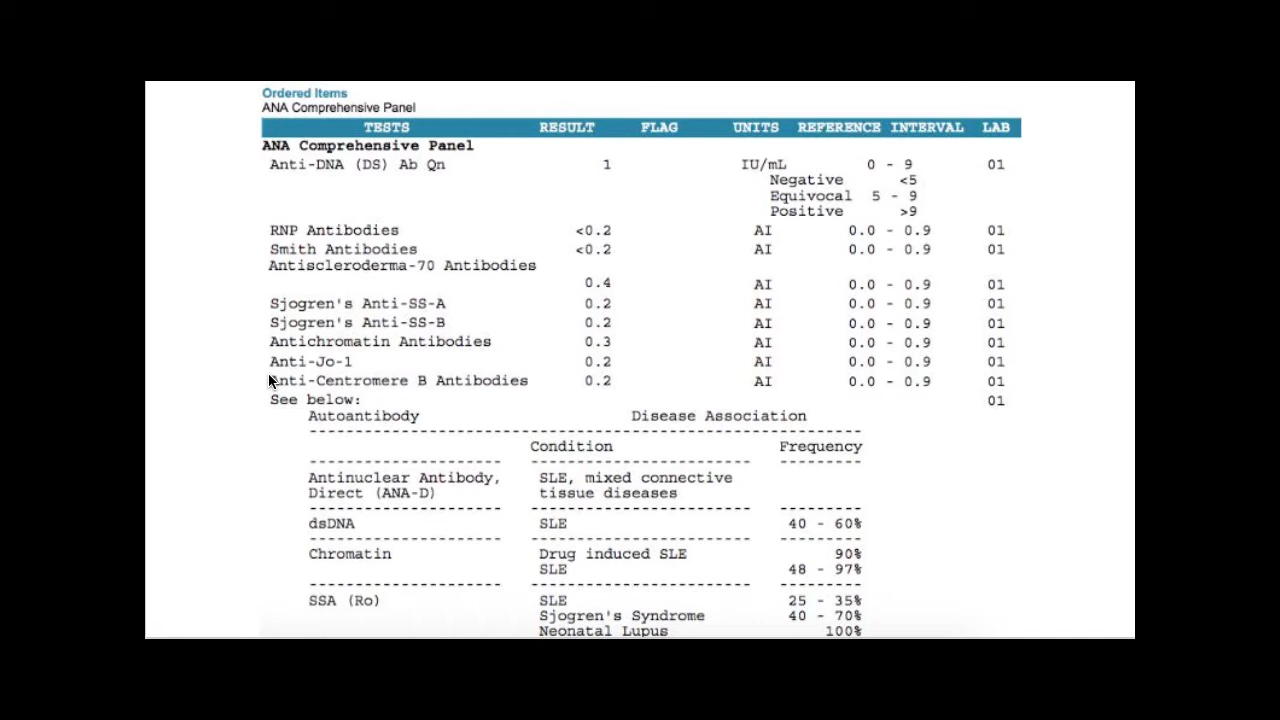 Ordered Items
ANA Comprehensive Panel
TESTS RESULT FLAG UNITS REFERENCE INTERVAL LAB
ANA Comprehensive Panel
Anti-DNA (DS) Ab Qn 1 IU/mL 0 - 9 01
Negative <5
Equivocal 5 - 9
Positive >9
RNP Antibodies <0.2 AI 0.0 - 0.9 01
Smith Antibodies <0.2 AI 0.0 - 0.9 01
Antiscleroderma-70 Antibodies
0.4 AI 0.0 - 0.9 01
Sjogren's Anti-SS-A 0.2 AI 0.0 - 0.9 01
Sjogren's Anti-SS-B 0.2 AI 0.0 - 0.9 01
Antichromatin Antibodies 0.3 AI 0.0 - 0.9 01
Anti-Jo-1 0.2 AI 0.0 - 0.9 01
Anti-Centromere B Antibodies 0.2 AI 0.0 - 0.9 01
See below: 01
Autoantibody Disease Association
Condition Frequency
Antinuclear Antibody, SLE, mixed connective
Direct (ANA-D) tissue diseases
dsDNA SLE 40 - 60%
Chromatin Drug induced SLE 90%
SLE 48 - 97%
SSA (Ro) SLE 25 - 35%
Sjogren's Syndrome 40 - 70%
Neonatal Lupus 100%